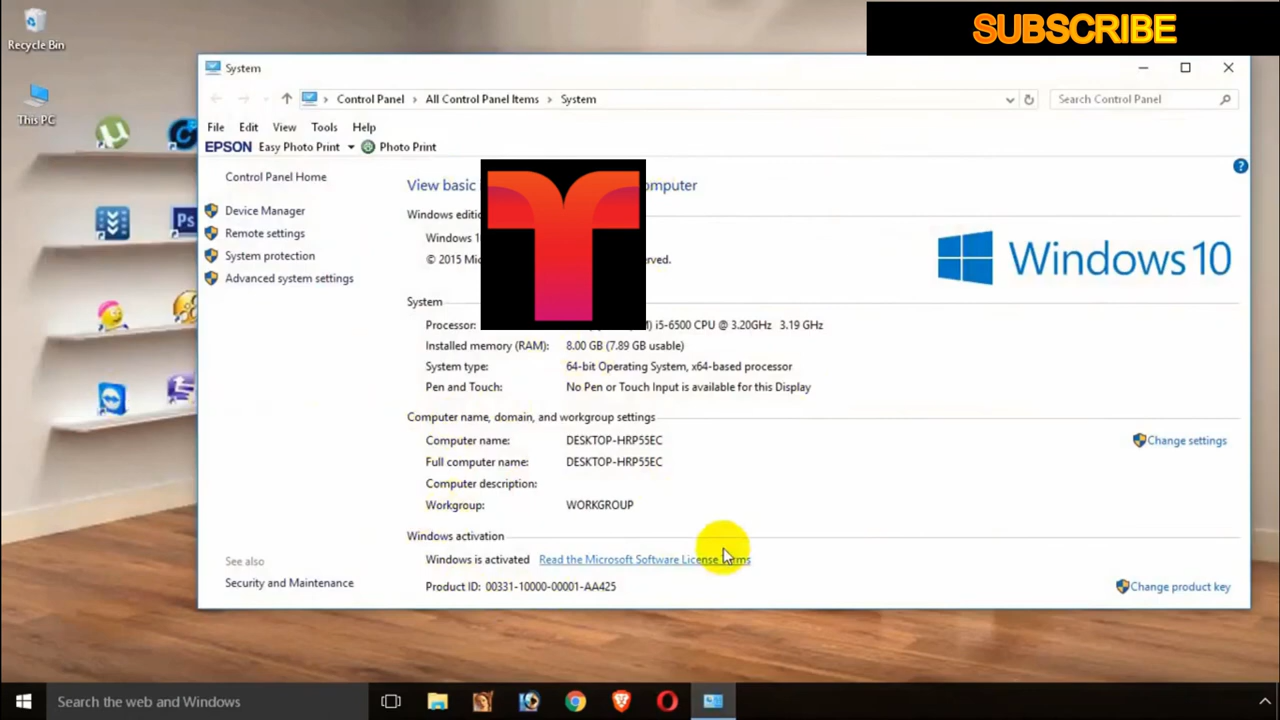 SUBSCRIBE
Recycle Bin
This PC
System
Control Panel > All Control Panel Items > System
Search Control Panel
File Edit View Tools Help
EPSON Easy Photo Print Photo Print
Control Panel Home
Device Manager
Remote settings
System protection
Advanced system settings
See also
Security and Maintenance
View basic omputer
Windows editi
Windows 1
© 2015 Mic erved.
Windows 10
System
Processor: M) i5-6500 CPU @ 3.20GHz 3.19 GHz
Installed memory (RAM): 8.00 GB (7.89 GB usable)
System type: 64-bit Operating System, x64-based processor
Pen and Touch: No Pen or Touch Input is available for this Display
Computer name, domain, and workgroup settings
Computer name: DESKTOP-HRP55EC
Change settings
Full computer name: DESKTOP-HRP55EC
Computer description:
Workgroup: WORKGROUP
Windows activation
Windows is activated Read the Microsoft Software License Terms
Product ID: 00331-10000-00001-AA425
Change product key
Ps
Search the web and Windows